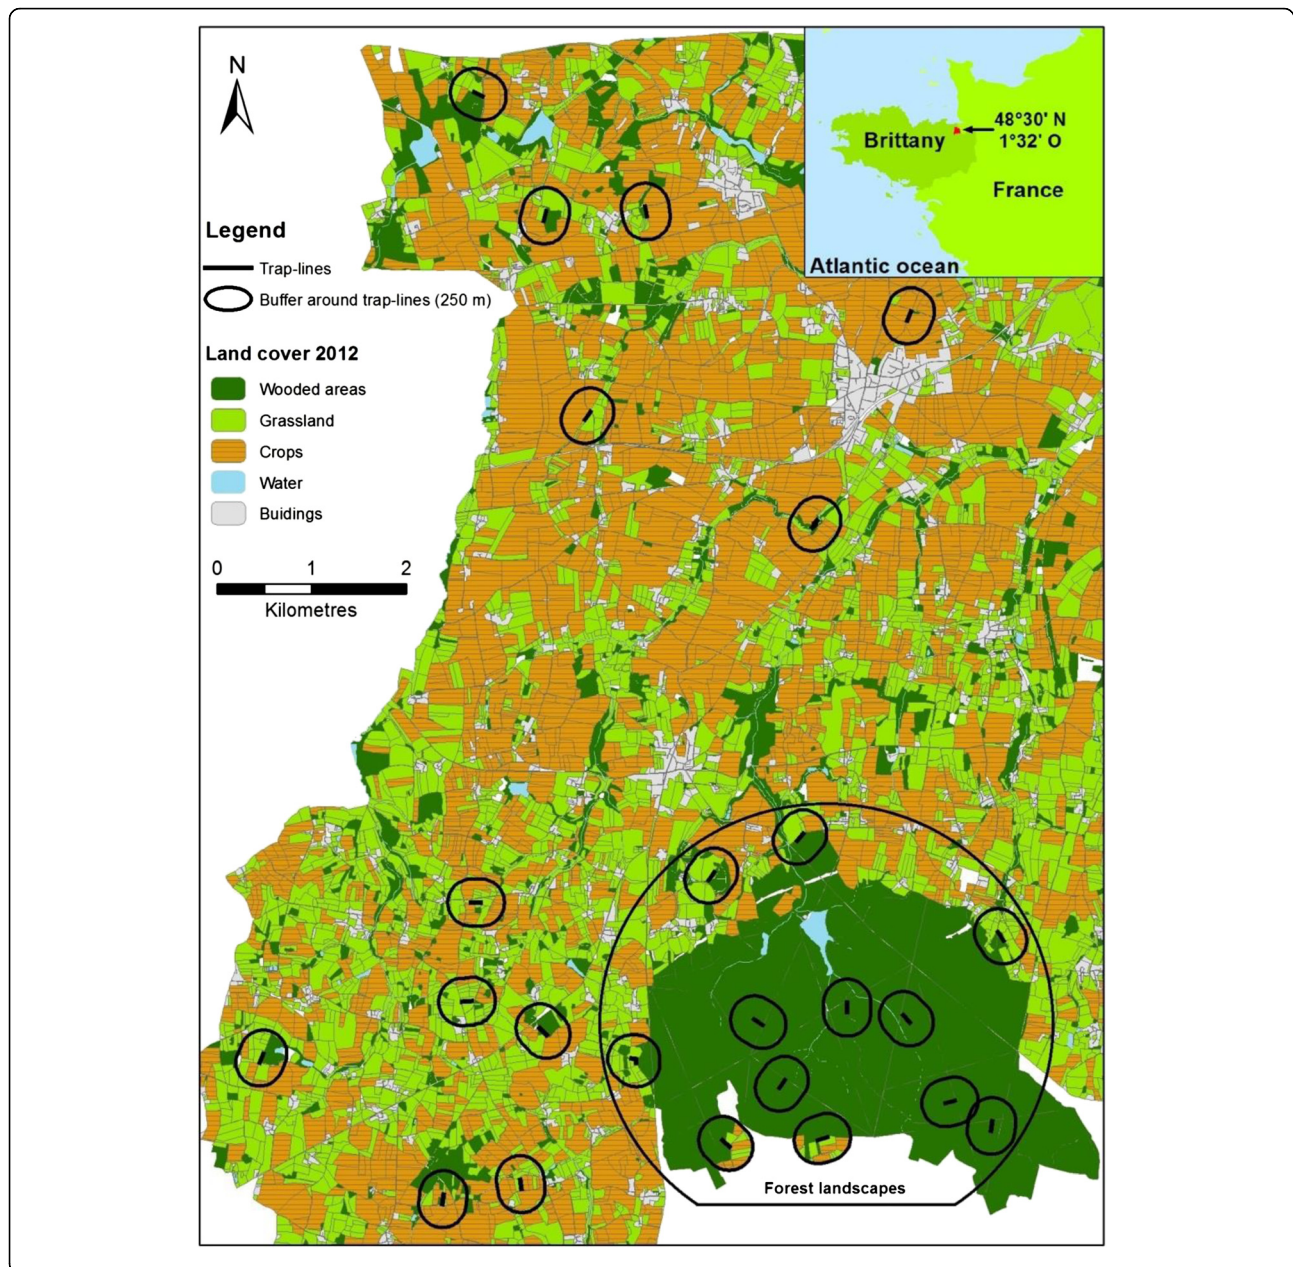 N
48°30' N
1°32' O
Brittany
France
Atlantic ocean
Legend
Trap-lines
Buffer around trap-lines (250 m)
Land cover 2012
Wooded areas
Grassland
Crops
Water
Buidings
0 1 2
Kilometres
Forest landscapes